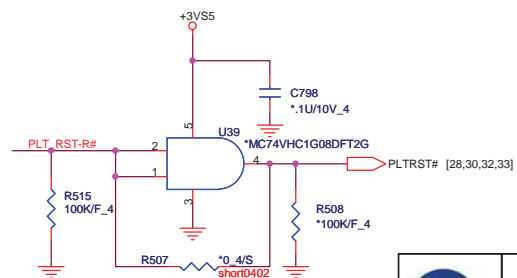 +3VS5
C798
*.1U/10V_4
5
U39
*MC74VHC1G08DFT2G
PLT_RST-R#
2
4
PLTRST# [28,30,32,33]
1
3
R515
100K/F_4
R508
*100K/F_4
R507
*0_4/S
short0402